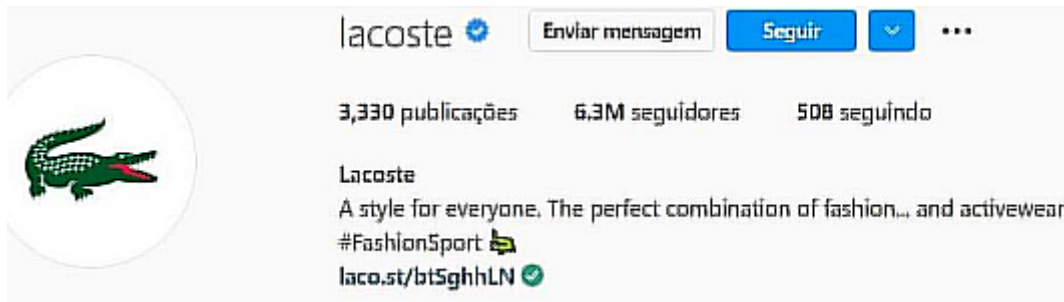 lacoste Enviar mensagem Seguir
3,330 publicações 6,3M seguidores 508 seguindo
Lacoste
A style for everyone. The perfect combination of fashion... and activewear
#FashionSport
laco.st/btSghhLN